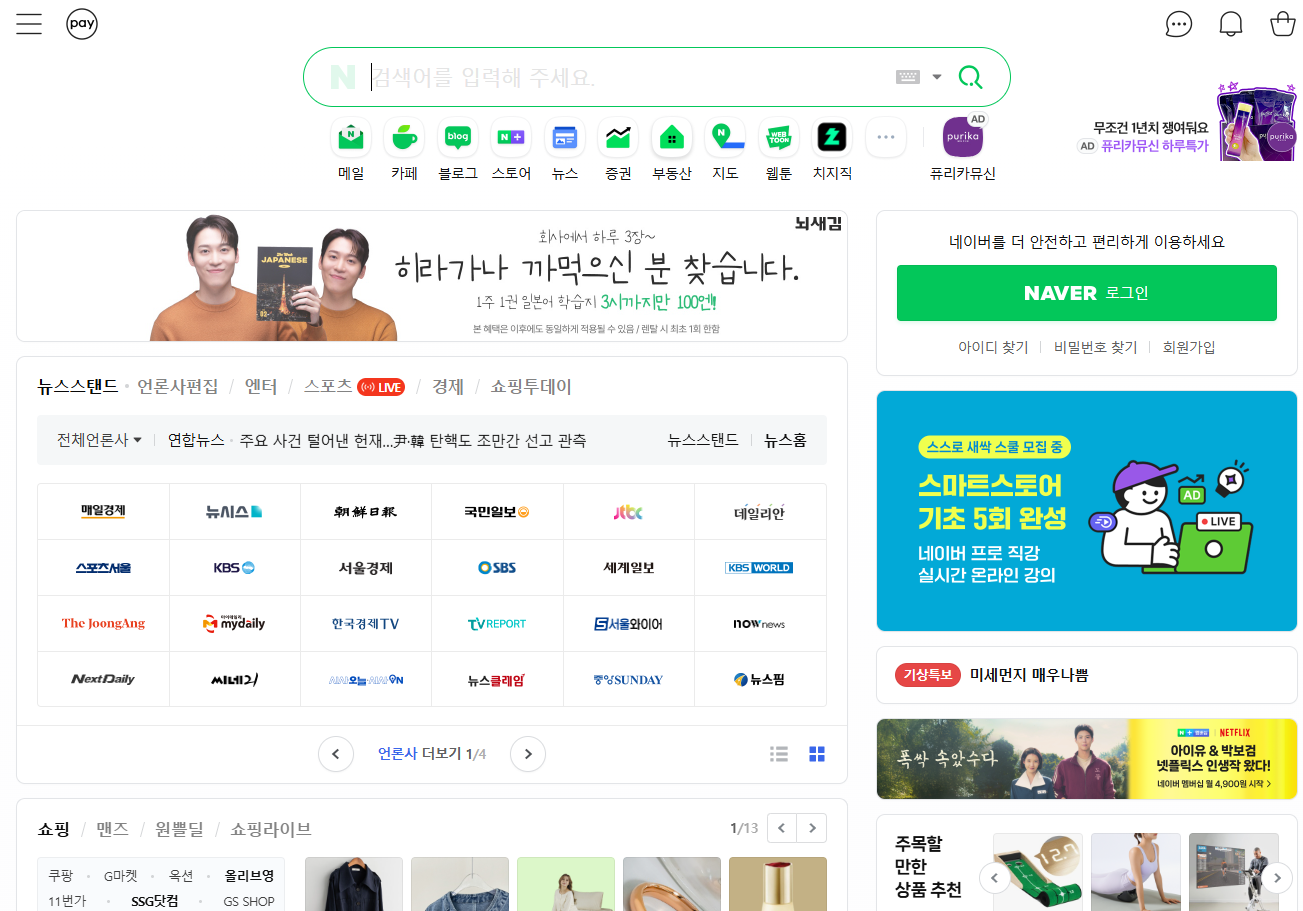 pay
N 검색어를 입력해 주세요.
N
blog
N+
N
WEB
TOON
purika
AD
메일
카페
블로그
스토어
뉴스
증권
부동산
지도
웹툰
치지직
퓨리카뮤신
무조건 1년치 쟁여둬요
AD 퓨리카뮤신 하루특가
purika
뇌새김
JAPANESE
회사에서 하루 3장~
히라가나 까먹으신 분 찾습니다.
1주 1권 일본어 학습지 3시까지만 100엔!!
본 혜택은 이후에도 동일하게 적용될 수 있음 / 렌탈 시 최초 1회 한함
네이버를 더 안전하고 편리하게 이용하세요
NAVER 로그인
아이디 찾기 비밀번호 찾기 회원가입
뉴스스탠드 · 언론사편집 / 엔터 / 스포츠 LIVE / 경제 / 쇼핑투데이
전체언론사 연합뉴스 · 주요 사건 털어낸 헌재…尹·韓 탄핵도 조만간 선고 관측 뉴스스탠드 뉴스홈
매일경제 뉴시스 朝鮮日報 국민일보 jtbc 데일리안
스포츠서울 KBS 서울경제 SBS 세계일보 KBS WORLD
The JoongAng 마이데일리 mydaily 한국경제TV TVREPORT 서울와이어 nownews
NextDaily 씨네21 시사오늘·시사ON 뉴스클레임 중앙SUNDAY 뉴스핌
언론사 더보기 1/4
스스로 새싹 스쿨 모집 중
스마트스토어
기초 5회 완성
네이버 프로 직강
실시간 온라인 강의
AD
LIVE
기상특보 미세먼지 매우나쁨
폭싹 속았수다
N+ 멤버십 NETFLIX
아이유 & 박보검
넷플릭스 인생작 왔다!
네이버 멤버십 월 4,900원 시작 >
쇼핑 / 맨즈 / 원쁠딜 / 쇼핑라이브
1/13
쿠팡 · G마켓 · 옥션 · 올리브영
11번가 · SSG닷컴 · GS SHOP
주목할
만한
상품 추천
12.7